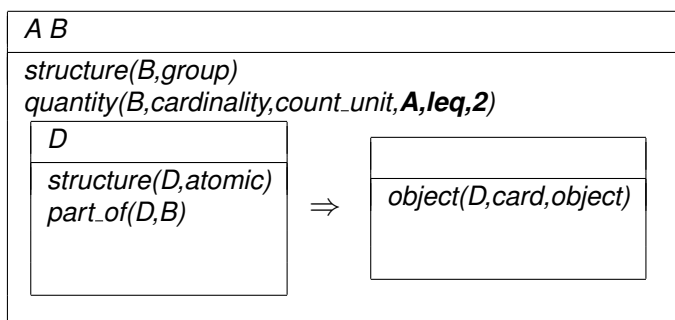 A B
structure(B,group)
quantity(B,cardinality,count_unit,A,leq,2)
D
structure(D,atomic)
part_of(D,B)
⇒
object(D,card,object)